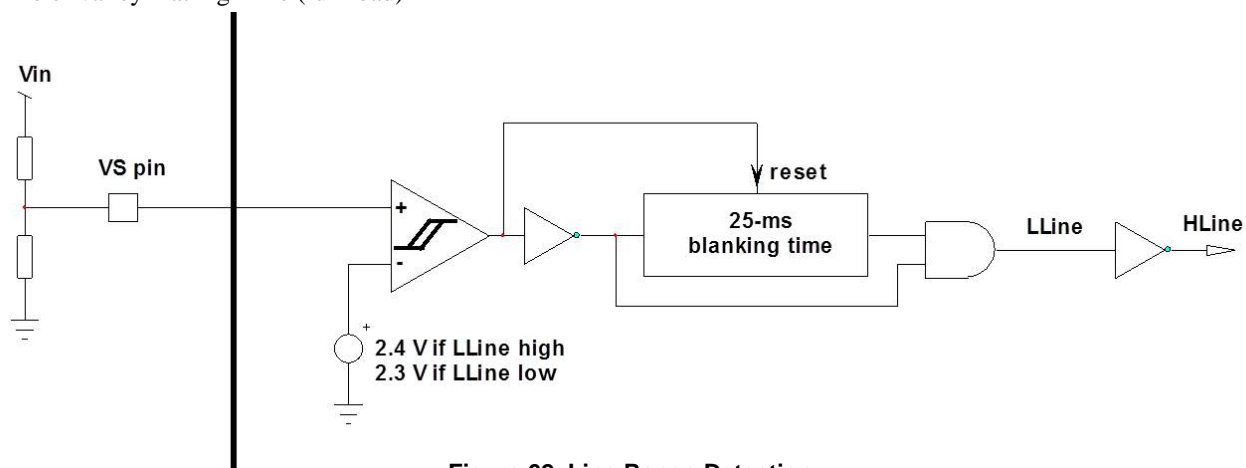 Vin
VS pin
+
-
+
2.4 V if LLine high
2.3 V if LLine low
reset
25-ms
blanking time
LLine
HLine